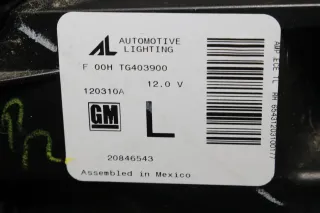 AL AUTOMOTIVE
LIGHTING
F 00H TG403900
12.0 V
120310A
GM
L
20846543
Assembled in Mexico